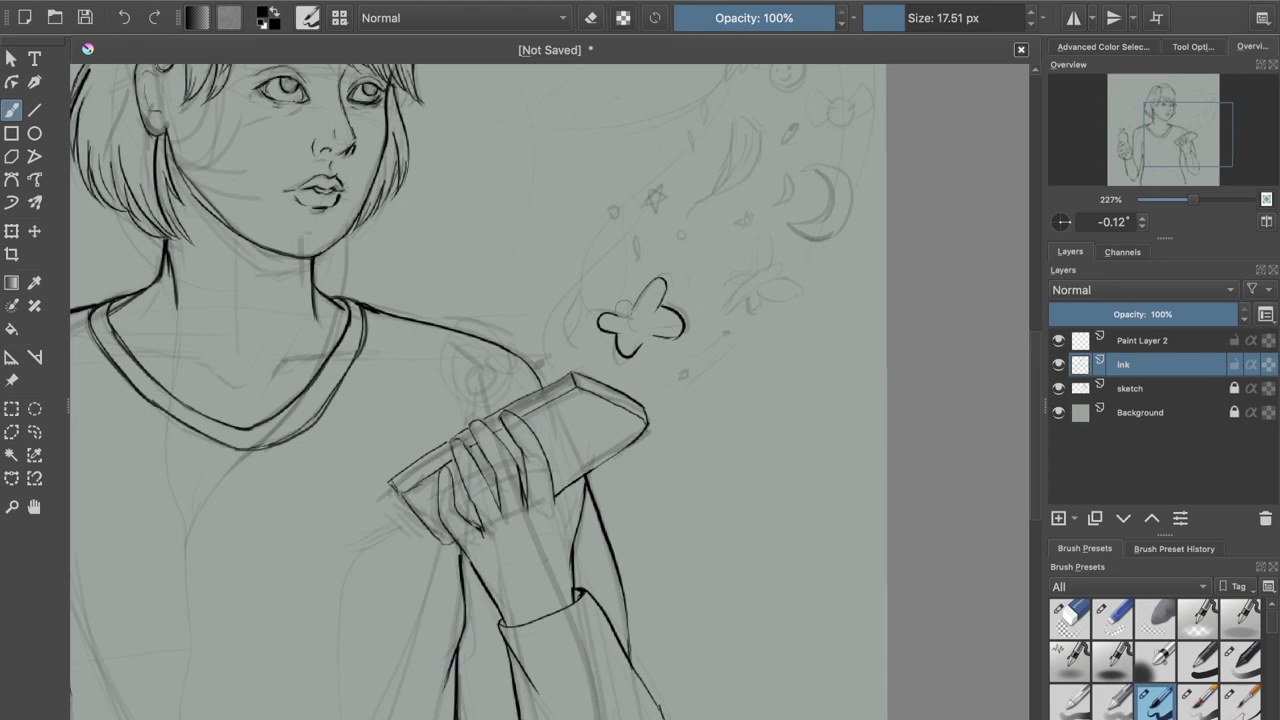 Normal
Opacity: 100%
Size: 17.51 px
[Not Saved] *
Advanced Color Selec...
Tool Opti...
Overvi...
Overview
227%
-0.12°
Layers
Channels
Layers
Normal
Opacity: 100%
Paint Layer 2
ink
sketch
Background
Brush Presets
Brush Preset History
Brush Presets
All
Tag